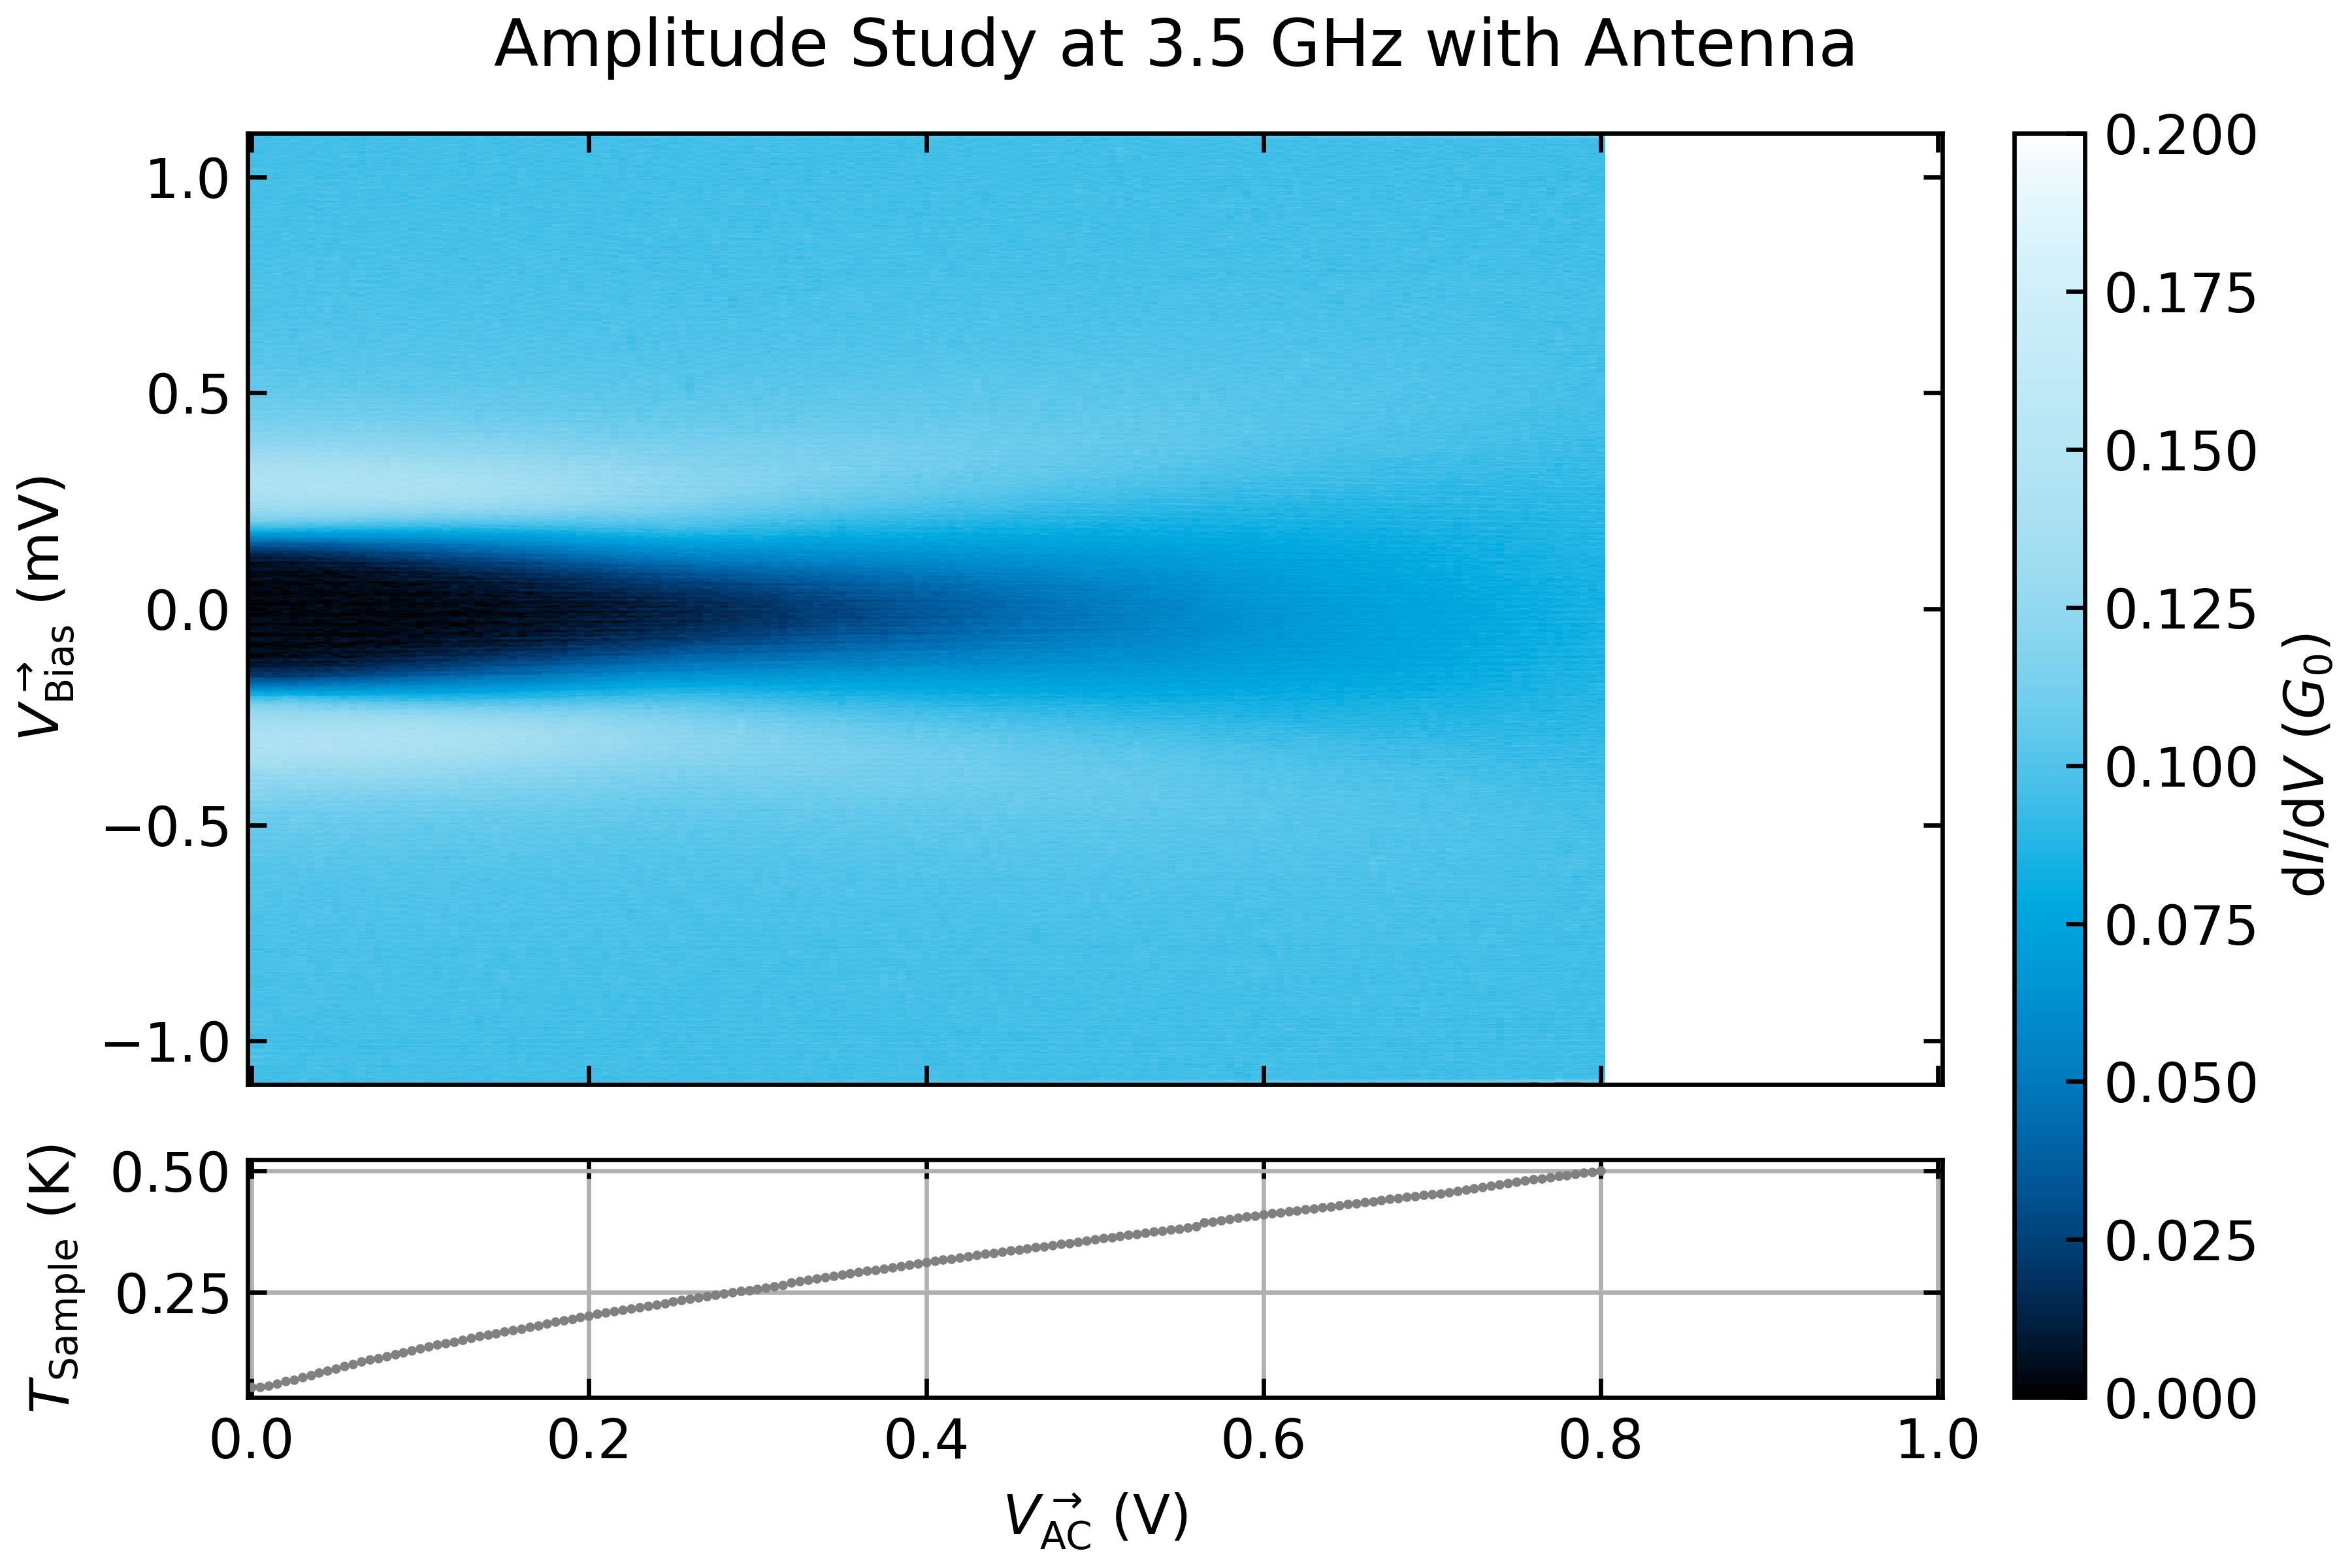 Amplitude Study at 3.5 GHz with Antenna
1.0
0.5
0.0
−0.5
−1.0
V→Bias (mV)
0.200
0.175
0.150
0.125
0.100
0.075
0.050
0.025
0.000
dI/dV (G0)
0.50
0.25
TSample (K)
0.0 0.2 0.4 0.6 0.8 1.0
V→AC (V)